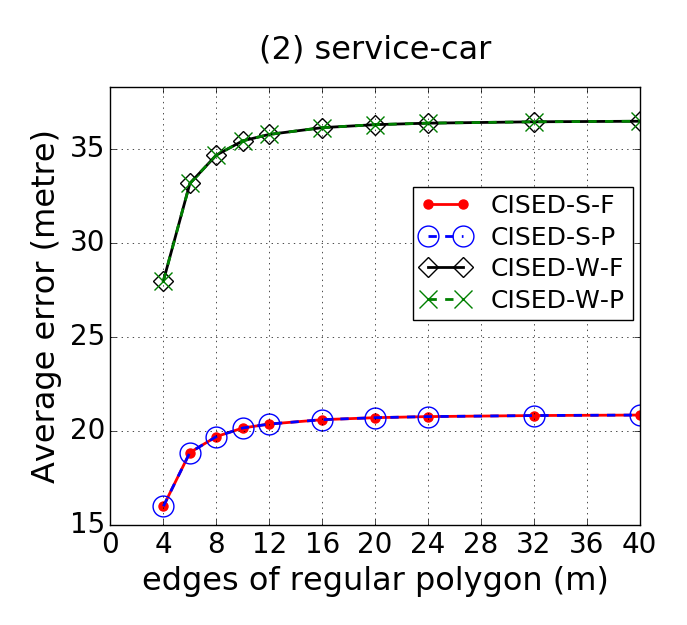 (2) service-car
Average error (metre)
35
30
25
20
15
CISED-S-F
CISED-S-P
CISED-W-F
CISED-W-P
0 4 8 12 16 20 24 28 32 36 40
edges of regular polygon (m)